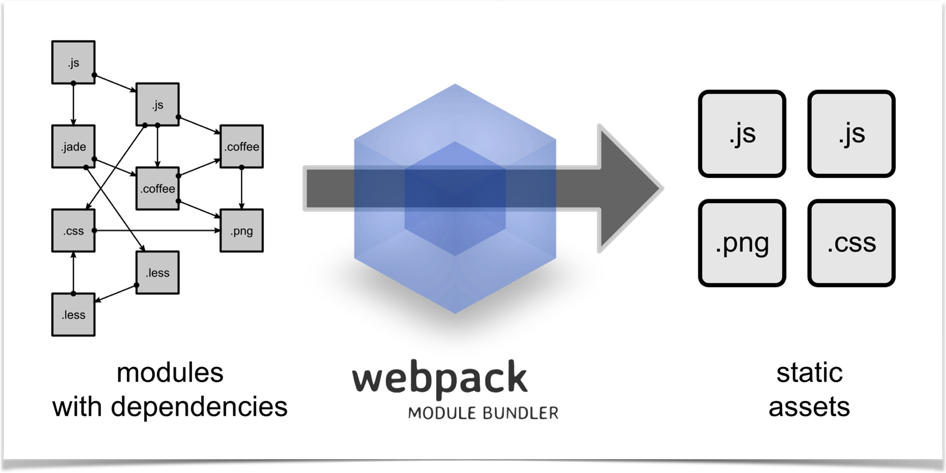 .js
.js
.jade
.coffee
.coffee
.css
.png
.less
.less
modules
with dependencies
webpack
MODULE BUNDLER
.js
.js
.png
.css
static
assets